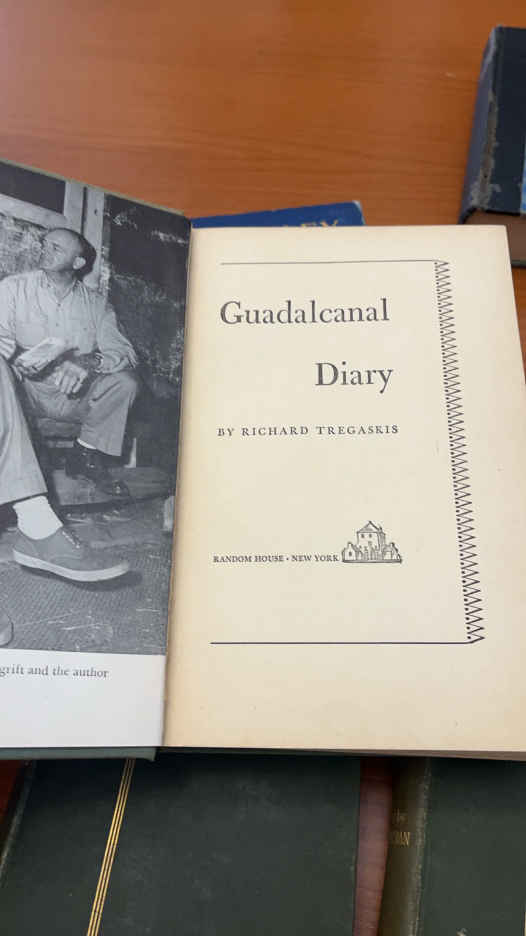 Guadalcanal
Diary
BY RICHARD TREGASKIS
RANDOM HOUSE · NEW YORK
grift and the author